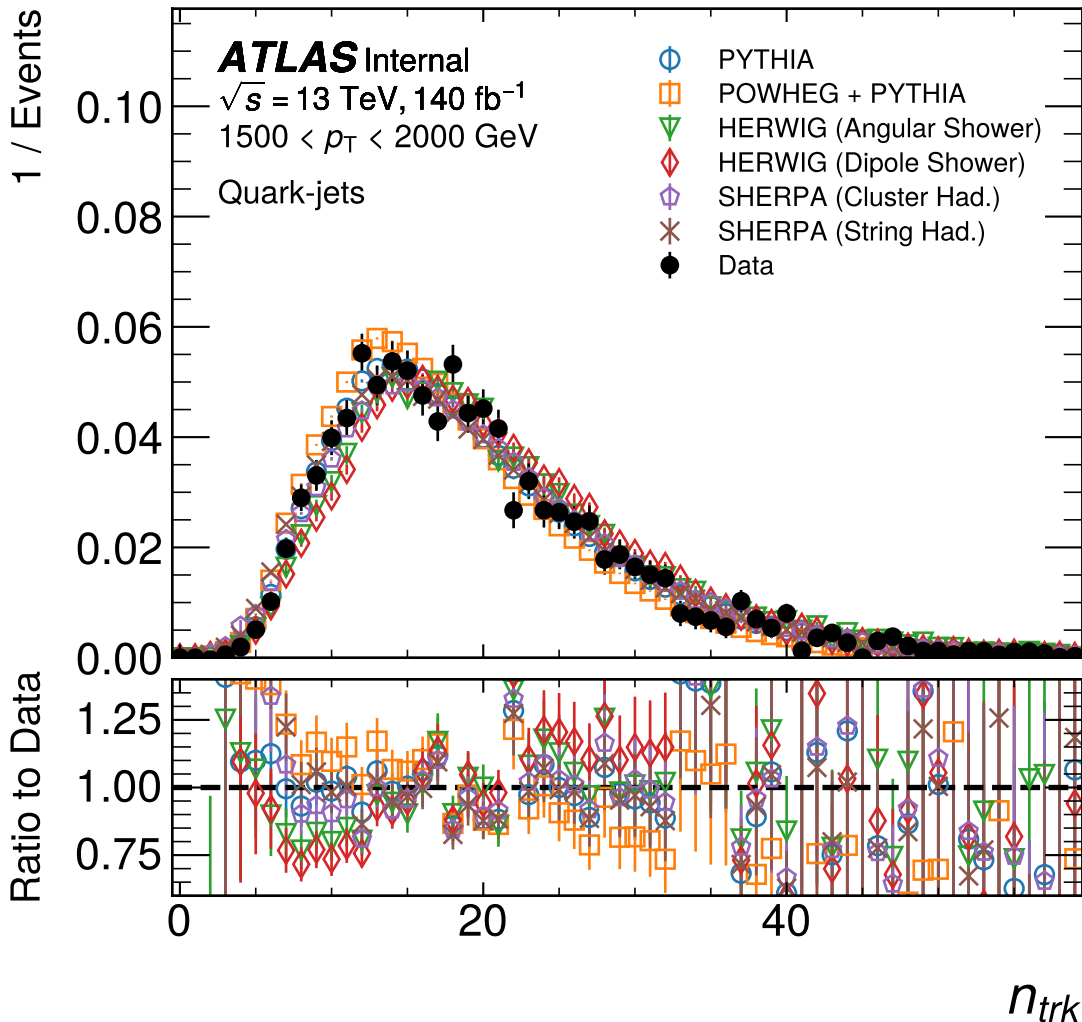 1 / Events
0.10
0.08
0.06
0.04
0.02
0.00
ATLAS Internal
√s = 13 TeV, 140 fb⁻¹
1500 < pT < 2000 GeV
Quark-jets
PYTHIA
POWHEG + PYTHIA
HERWIG (Angular Shower)
HERWIG (Dipole Shower)
SHERPA (Cluster Had.)
SHERPA (String Had.)
Data
Ratio to Data
1.25
1.00
0.75
0
20
40
ntrk